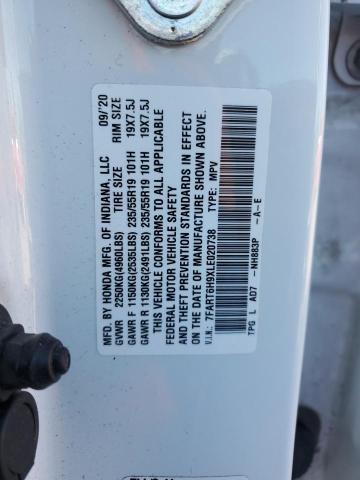 MFD. BY HONDA MFG. OF INDIANA, LLC 09/'20
GVWR 2250KG(4960LBS) TIRE SIZE RIM SIZE
GAWR F 1150KG(2535LBS) 235/55R19 101H 19X7.5J
GAWR R 1130KG(2491LBS) 235/55R19 101H 19X7.5J
THIS VEHICLE CONFORMS TO ALL APPLICABLE
FEDERAL MOTOR VEHICLE SAFETY
AND THEFT PREVENTION STANDARDS IN EFFECT
ON THE DATE OF MANUFACTURE SHOWN ABOVE.
V.I.N.: 7FART6H9XLE020738 TYPE: MPV
TPG L AD7 -NH883P -A-E